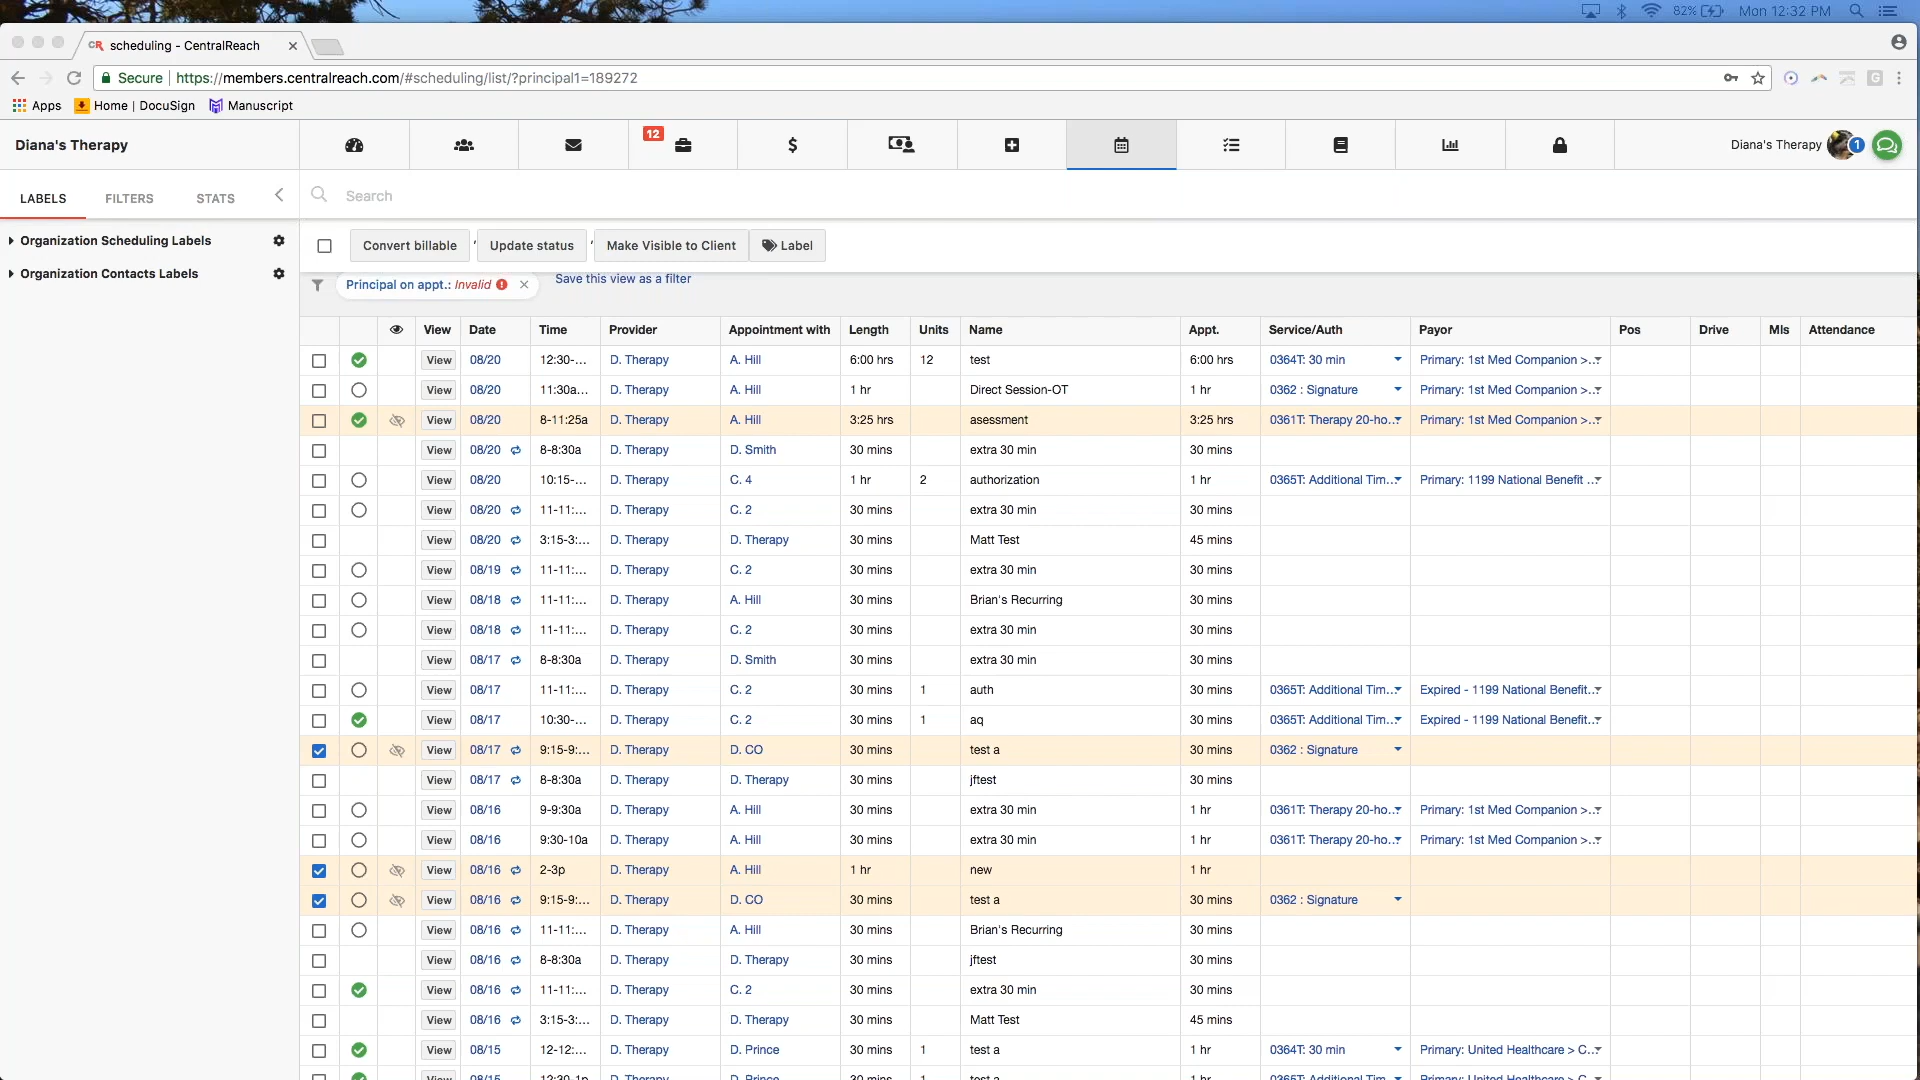 82% Mon 12:32 PM
scheduling - CentralReach
Secure https://members.centralreach.com/#scheduling/list/?principal1=189272
Apps Home | DocuSign Manuscript
Diana's Therapy 12 Diana's Therapy 1
LABELS FILTERS STATS Search
Organization Scheduling Labels
Organization Contacts Labels
Convert billable Update status Make Visible to Client Label
Principal on appt.: Invalid Save this view as a filter
View Date Time Provider Appointment with Length Units Name Appt. Service/Auth Payor Pos Drive Mls Attendance
View 08/20 12:30-... D. Therapy A. Hill 6:00 hrs 12 test 6:00 hrs 0364T: 30 min Primary: 1st Med Companion >...
View 08/20 11:30a... D. Therapy A. Hill 1 hr Direct Session-OT 1 hr 0362 : Signature Primary: 1st Med Companion >...
View 08/20 8-11:25a D. Therapy A. Hill 3:25 hrs asessment 3:25 hrs 0361T: Therapy 20-ho... Primary: 1st Med Companion >...
View 08/20 8-8:30a D. Therapy D. Smith 30 mins extra 30 min 30 mins
View 08/20 10:15-... D. Therapy C. 4 1 hr 2 authorization 1 hr 0365T: Additional Tim... Primary: 1199 National Benefit ...
View 08/20 11-11:... D. Therapy C. 2 30 mins extra 30 min 30 mins
View 08/20 3:15-3:... D. Therapy D. Therapy 30 mins Matt Test 45 mins
View 08/19 11-11:... D. Therapy C. 2 30 mins extra 30 min 30 mins
View 08/18 11-11:... D. Therapy A. Hill 30 mins Brian's Recurring 30 mins
View 08/18 11-11:... D. Therapy C. 2 30 mins extra 30 min 30 mins
View 08/17 8-8:30a D. Therapy D. Smith 30 mins extra 30 min 30 mins
View 08/17 11-11:... D. Therapy C. 2 30 mins 1 auth 30 mins 0365T: Additional Tim... Expired - 1199 National Benefit...
View 08/17 10:30-... D. Therapy C. 2 30 mins 1 aq 30 mins 0365T: Additional Tim... Expired - 1199 National Benefit...
View 08/17 9:15-9:... D. Therapy D. CO 30 mins test a 30 mins 0362 : Signature
View 08/17 8-8:30a D. Therapy D. Therapy 30 mins jftest 30 mins
View 08/16 9-9:30a D. Therapy A. Hill 30 mins extra 30 min 1 hr 0361T: Therapy 20-ho... Primary: 1st Med Companion >...
View 08/16 9:30-10a D. Therapy A. Hill 30 mins extra 30 min 1 hr 0361T: Therapy 20-ho... Primary: 1st Med Companion >...
View 08/16 2-3p D. Therapy A. Hill 1 hr new 1 hr
View 08/16 9:15-9:... D. Therapy D. CO 30 mins test a 30 mins 0362 : Signature
View 08/16 11-11:... D. Therapy A. Hill 30 mins Brian's Recurring 30 mins
View 08/16 8-8:30a D. Therapy D. Therapy 30 mins jftest 30 mins
View 08/16 11-11:... D. Therapy C. 2 30 mins extra 30 min 30 mins
View 08/16 3:15-3:... D. Therapy D. Therapy 30 mins Matt Test 45 mins
View 08/15 12-12:... D. Therapy D. Prince 30 mins 1 test a 1 hr 0364T: 30 min Primary: United Healthcare > C...
View 08/15 12:30-1p D. Therapy D. Prince 30 mins 1 test a 1 hr 0365T: Additional Tim... Primary: United Healthcare > C...